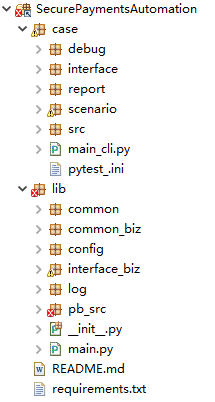 SecurePaymentsAutomation
case
debug
interface
report
scenario
src
main_cli.py
pytest_.ini
lib
common
common_biz
config
interface_biz
log
pb_src
__init__.py
main.py
README.md
requirements.txt